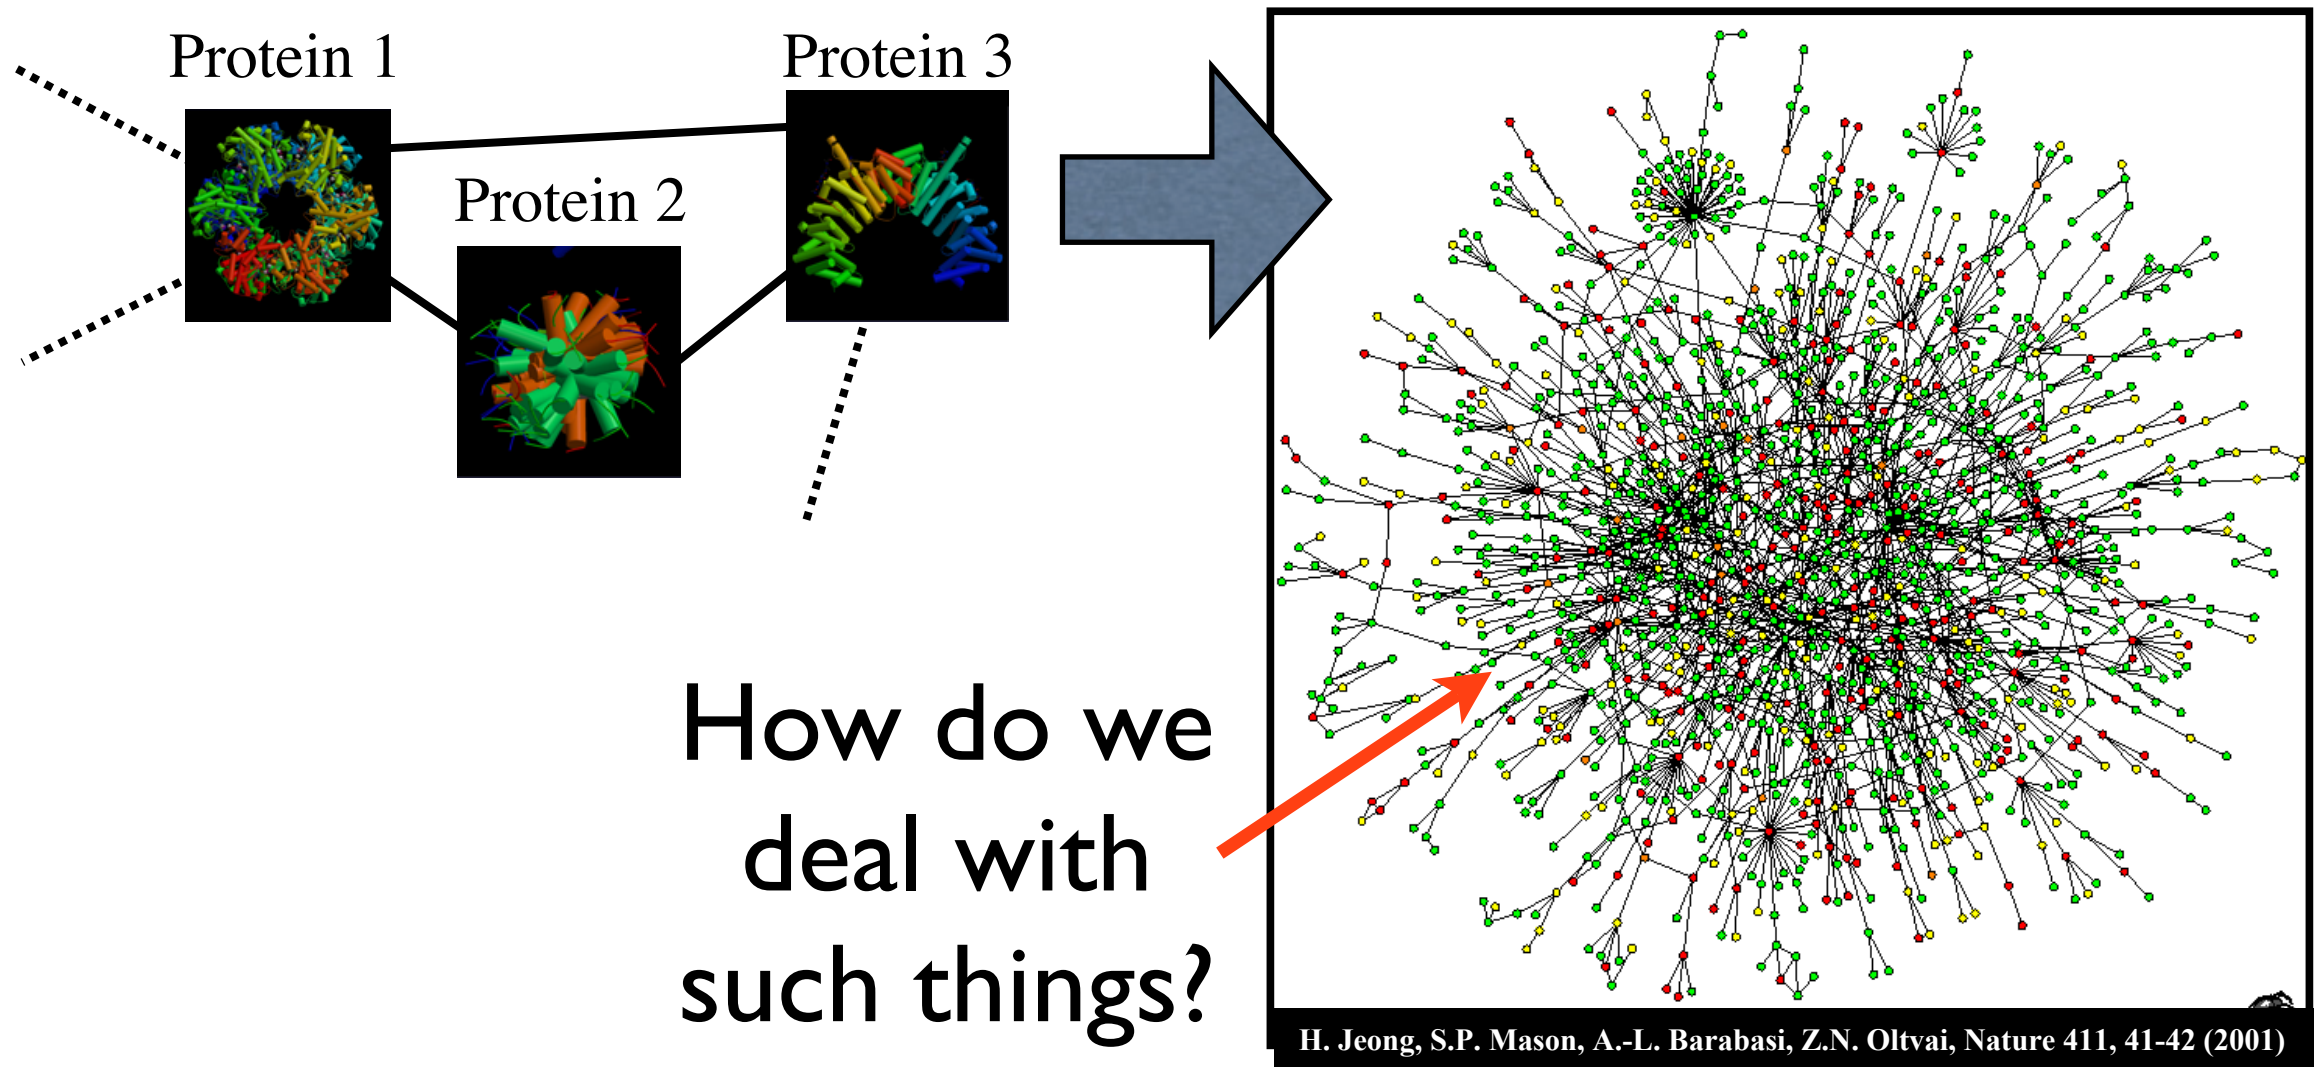 Protein 1
Protein 3
Protein 2
How do we
deal with
such things?
H. Jeong, S.P. Mason, A.-L. Barabasi, Z.N. Oltvai, Nature 411, 41-42 (2001)